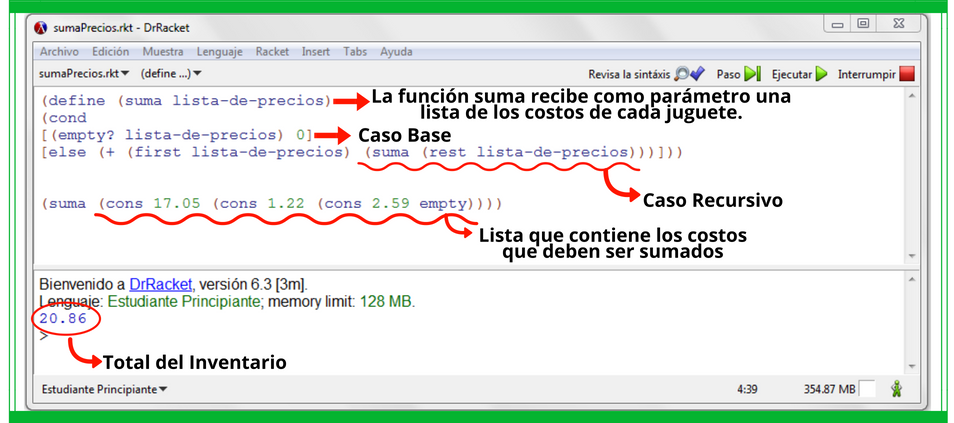 sumaPrecios.rkt - DrRacket
Archivo Edición Muestra Lenguaje Racket Insert Tabs Ayuda
sumaPrecios.rkt (define ...) Revisa la sintáxis Paso Ejecutar Interrumpir
(define (suma lista-de-precios) La función suma recibe como parámetro una
lista de los costos de cada juguete.
(cond
[(empty? lista-de-precios) 0] Caso Base
[else (+ (first lista-de-precios) (suma (rest lista-de-precios)))]))
Caso Recursivo
(suma (cons 17.05 (cons 1.22 (cons 2.59 empty))))
Lista que contiene los costos
que deben ser sumados
Bienvenido a DrRacket, versión 6.3 [3m].
Lenguaje: Estudiante Principiante; memory limit: 128 MB.
20.86
>
Total del Inventario
Estudiante Principiante 4:39 354.87 MB